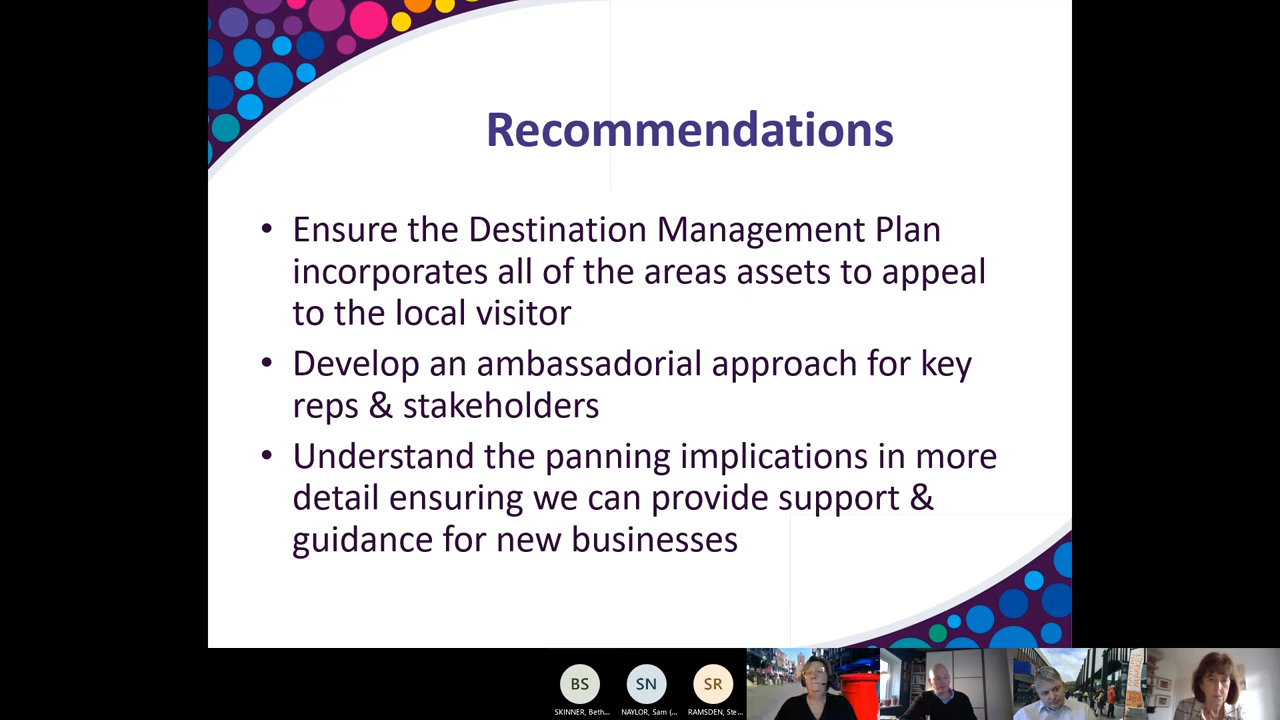 Recommendations
• Ensure the Destination Management Plan
incorporates all of the areas assets to appeal
to the local visitor
• Develop an ambassadorial approach for key
reps & stakeholders
• Understand the panning implications in more
detail ensuring we can provide support &
guidance for new businesses
BS SN SR
SKINNER, Beth... NAYLOR, Sam (... RAMSDEN, Ste...